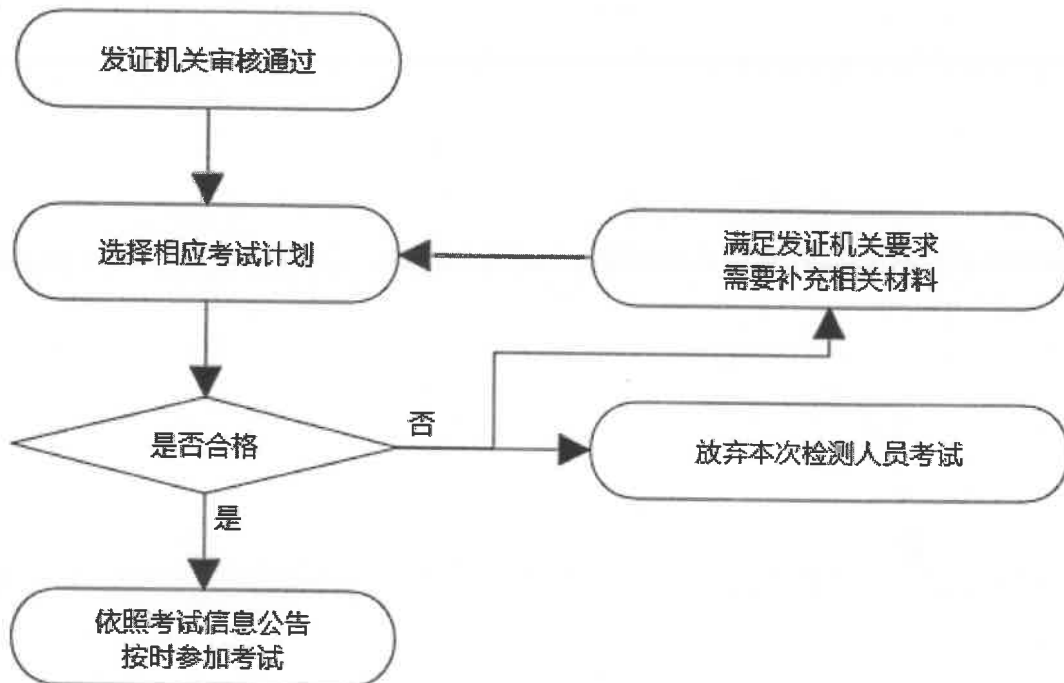 发证机关审核通过
选择相应考试计划
满足发证机关要求
需要补充相关材料
是否合格
否
放弃本次检测人员考试
是
依照考试信息公告
按时参加考试